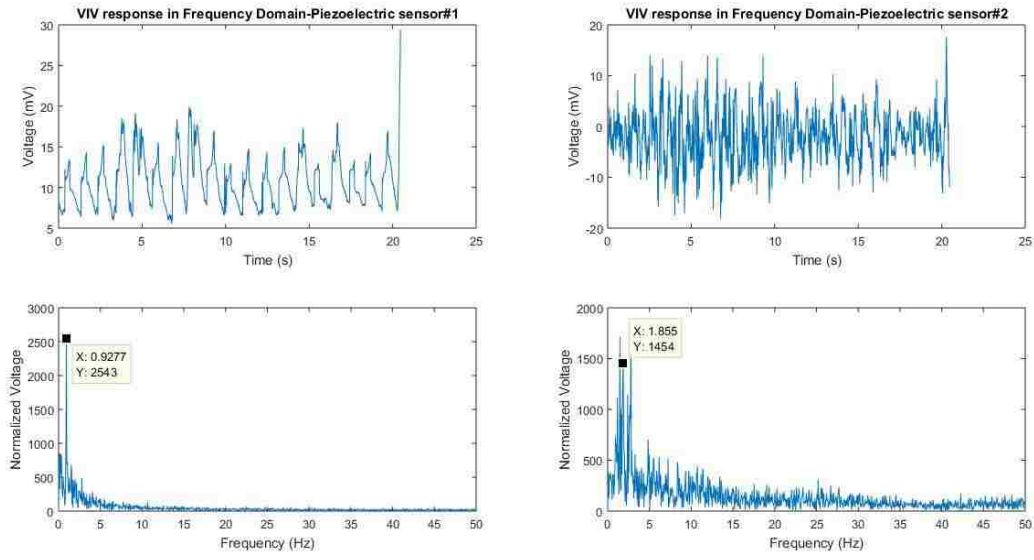 VIV response in Frequency Domain-Piezoelectric sensor#1
30
25
20
15
10
5
Voltage (mV)
0 5 10 15 20 25
Time (s)
VIV response in Frequency Domain-Piezoelectric sensor#2
20
10
0
-10
-20
Voltage (mV)
0 5 10 15 20 25
Time (s)
3000
2500
2000
1500
1000
500
0
Normalized Voltage
X: 0.9277
Y: 2543
0 5 10 15 20 25 30 35 40 45 50
Frequency (Hz)
2000
1500
1000
500
0
Normalized Voltage
X: 1.855
Y: 1454
0 5 10 15 20 25 30 35 40 45 50
Frequency (Hz)